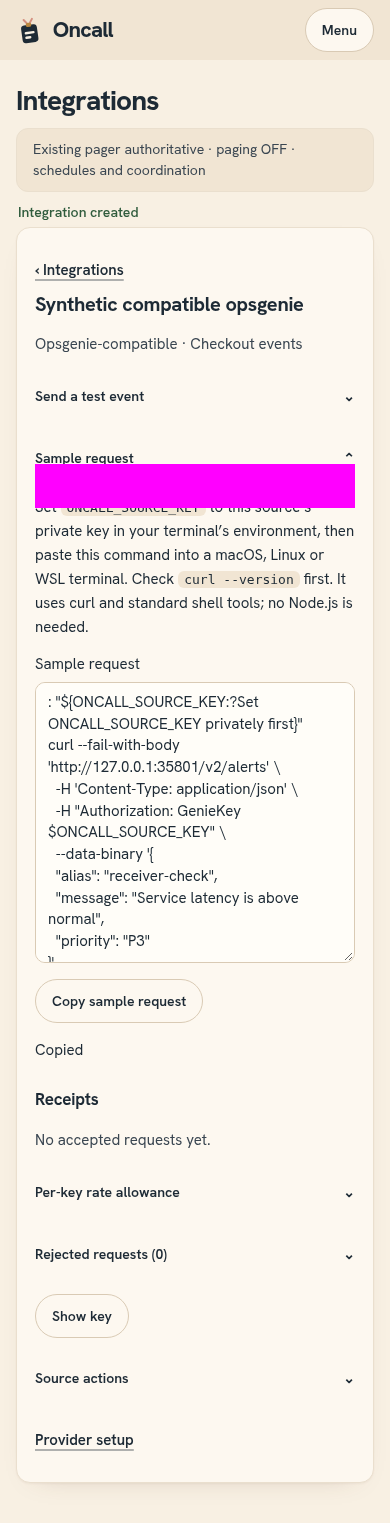 Oncall
Menu
Integrations
Existing pager authoritative · paging OFF ·
schedules and coordination
Integration created
‹ Integrations
Synthetic compatible opsgenie
Opsgenie-compatible · Checkout events
Send a test event
Sample request
Set ONCALL_SOURCE_KEY to this source's
private key in your terminal’s environment, then
paste this command into a macOS, Linux or
WSL terminal. Check curl --version first. It
uses curl and standard shell tools; no Node.js is
needed.
Sample request
: "${ONCALL_SOURCE_KEY:?Set
ONCALL_SOURCE_KEY privately first}"
curl --fail-with-body
'http://127.0.0.1:35801/v2/alerts' \
-H 'Content-Type: application/json' \
-H "Authorization: GenieKey
$ONCALL_SOURCE_KEY" \
--data-binary '{
"alias": "receiver-check",
"message": "Service latency is above
normal",
"priority": "P3"
}'
Copy sample request
Copied
Receipts
No accepted requests yet.
Per-key rate allowance
Rejected requests (0)
Show key
Source actions
Provider setup